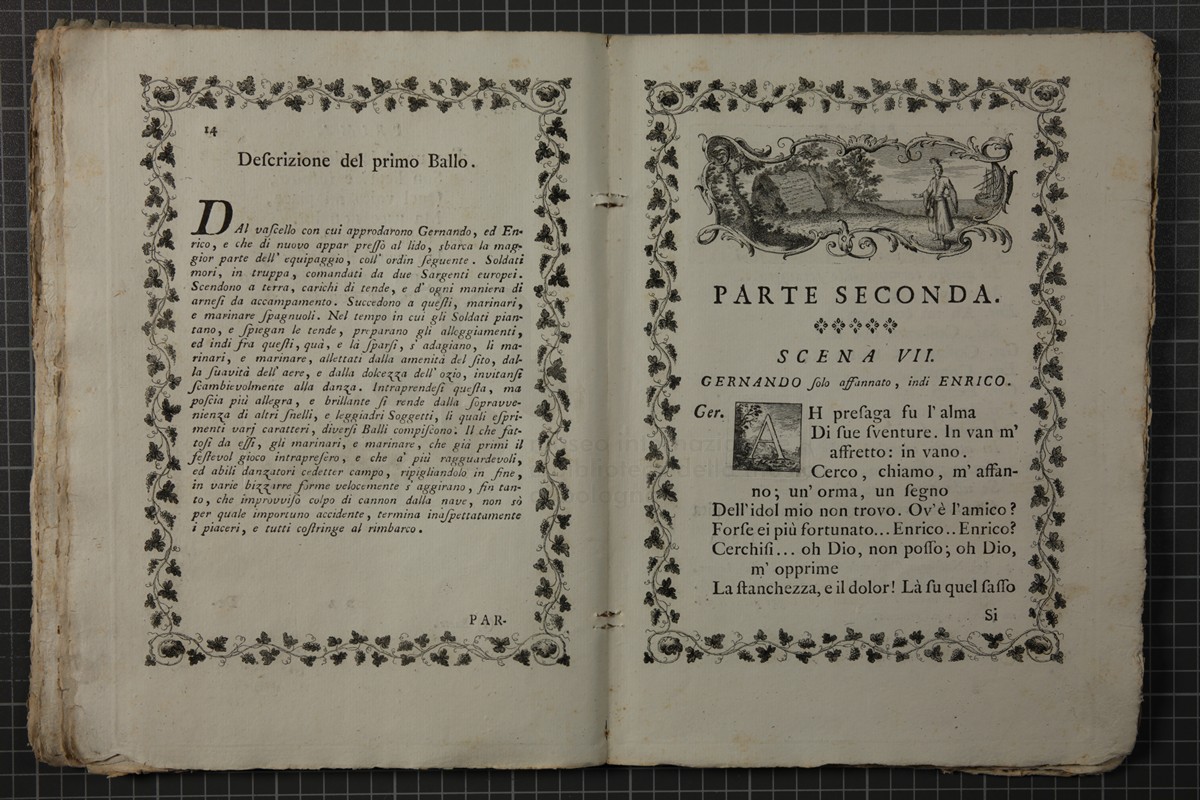 14
Deſcrizione del primo Ballo.
DAl vaſcello con cui approdarono Gernando, ed En-
rico, e che di nuovo appar preſſo al lido, sbarca la mag-
gior parte dell' equipaggio, coll' ordin ſeguente. Soldati
mori, in truppa, comandati da due Sargenti europei.
Scendono a terra, carichi di tende, e d' ogni maniera di
arneſi da accampamento. Succedono a queſti, marinari,
e marinare ſpagnuoli. Nel tempo in cui gli Soldati pian-
tano, e ſpiegan le tende, preparano gli alleggiamenti,
ed indi fra queſti, quà, e là ſparſi, s' adagiano, li ma-
rinari, e marinare, allettati dalla amenità del ſito, dal-
la ſuavità dell' aere, e dalla dolcezza dell' ozio, invitanſi
ſcambievolmente alla danza. Intraprendeſi queſta, ma
poſcia più allegra, e brillante ſi rende dalla ſopravve-
nienza di altri ſnelli, e leggiadri Soggetti, li quali eſpri-
menti varj caratteri, diverſi Balli compiſcono. Il che fat-
toſi da eſſi, gli marinari, e marinare, che già primi il
feſtevol gioco intrapreſero, e che a' più ragguardevoli,
ed abili danzatori cedetter campo, ripigliandolo in fine,
in varie bizzurre forme velocemente s' aggirano, fin tan-
to, che improvviſo colpo di cannon dalla nave, non sò
per quale importuno accidente, termina inaſpettatamente
i piaceri, e tutti coſtringe al rimbarco.
PAR-
PARTE SECONDA.
SCENA VII.
GERNANDO ſolo affannato, indi ENRICO.
Ger. AH preſaga fu l' alma
Di ſue ſventure. In van m'
affretto: in vano.
Cerco, chiamo, m' affan-
no; un' orma, un ſegno
Dell' idol mio non trovo. Ov' è l' amico?
Forſe ei più fortunato... Enrico.. Enrico?
Cerchiſi... oh Dio, non poſſo; oh Dio,
m' opprime
La ſtanchezza, e il dolor! Là ſu quel ſaſſo
Si